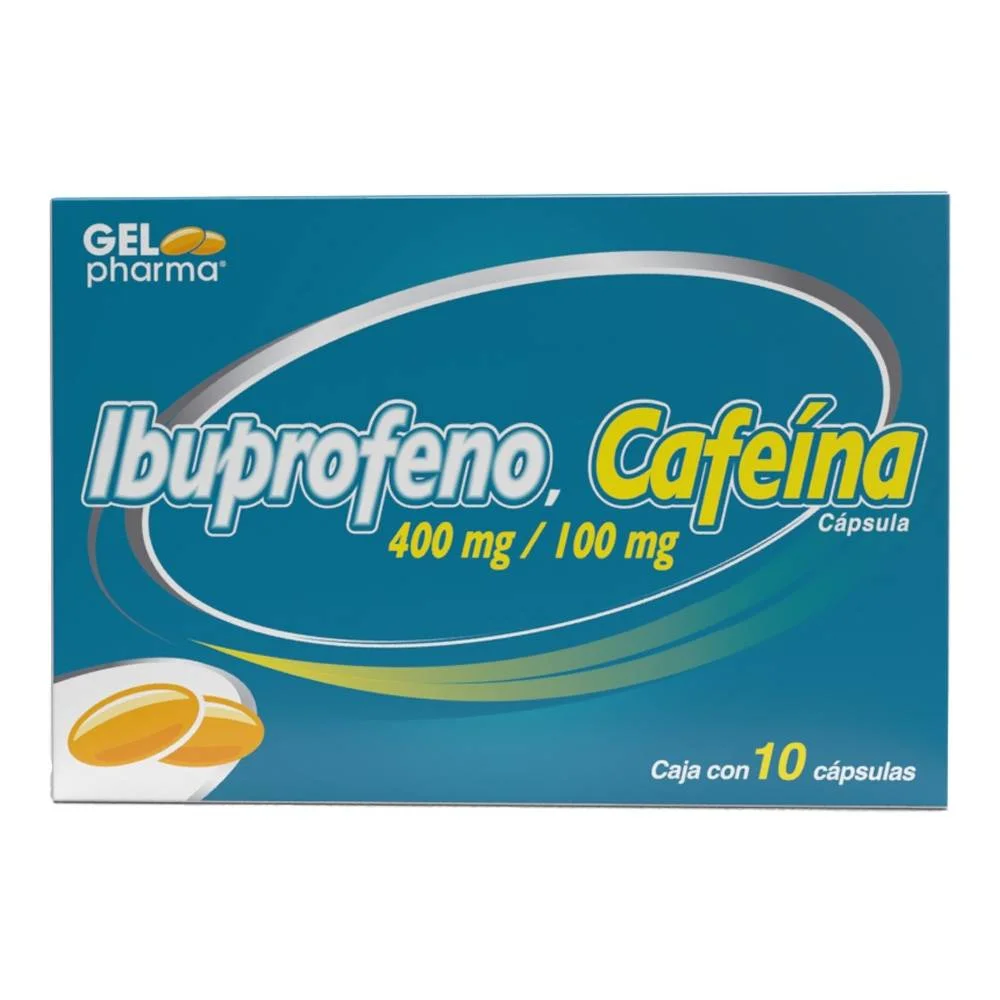 GEL
pharma®
Ibuprofeno, Cafeína
Cápsula
400 mg / 100 mg
Caja con 10 cápsulas